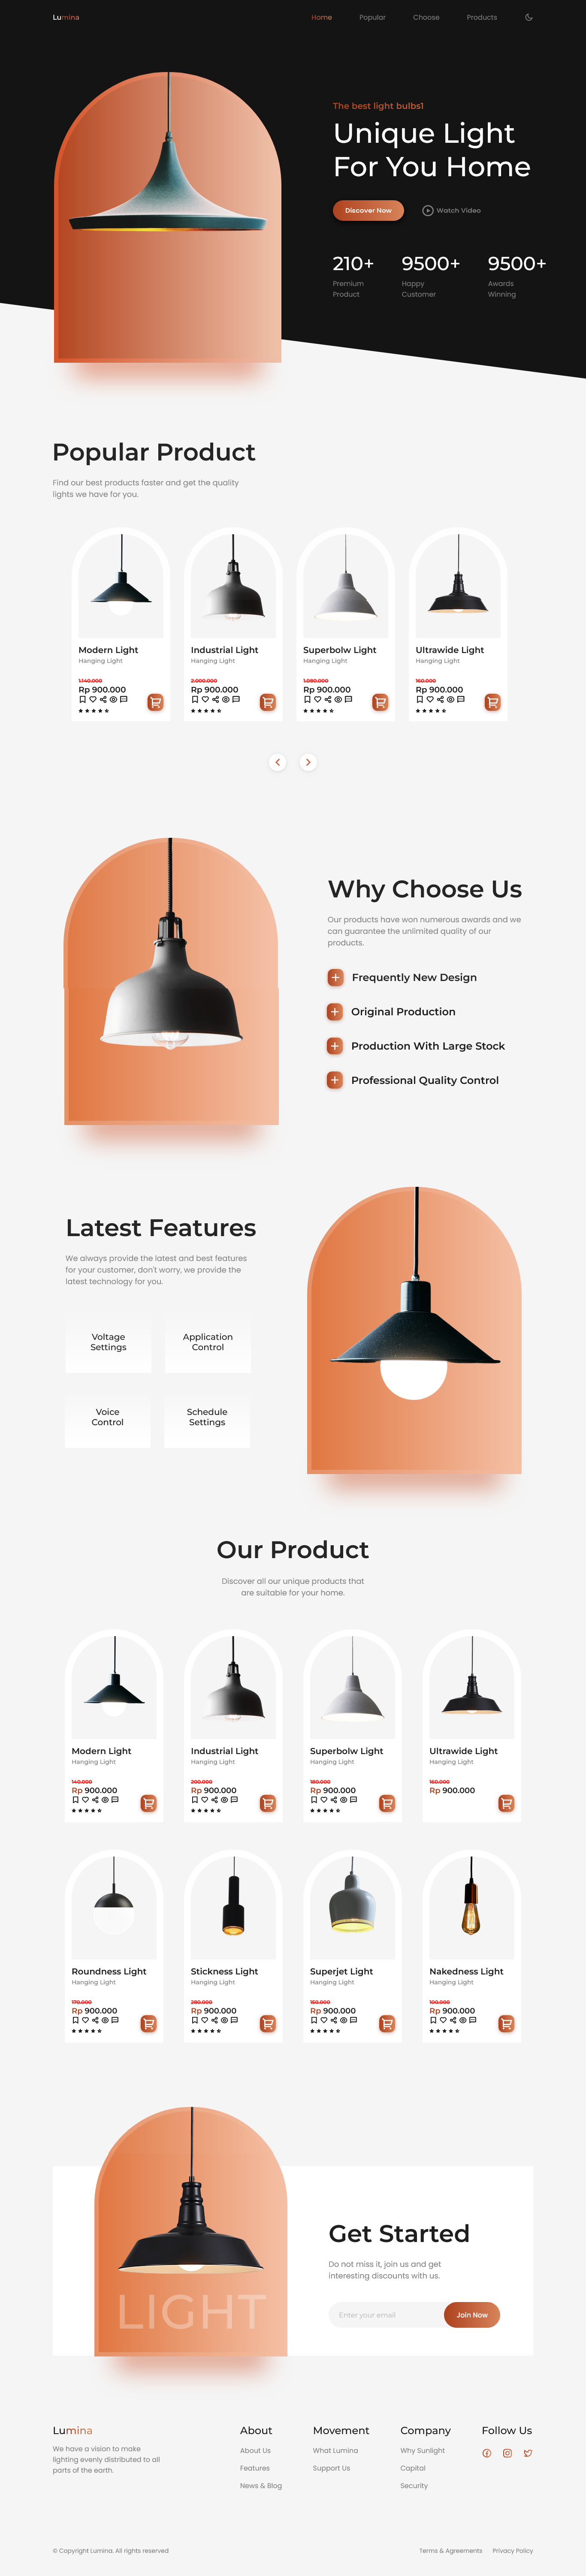 Lumina
Home Popular Choose Products
The best light bulbs1
Unique Light
For You Home
Discover Now
Watch Video
210+ 9500+ 9500+
Premium Happy Awards
Product Customer Winning
Popular Product
Find our best products faster and get the quality
lights we have for you.
Modern Light
Hanging Light
1.140.000
Rp 900.000
Industrial Light
Hanging Light
2.000.000
Rp 900.000
Superbolw Light
Hanging Light
1.080.000
Rp 900.000
Ultrawide Light
Hanging Light
160.000
Rp 900.000
Why Choose Us
Our products have won numerous awards and we
can guarantee the unlimited quality of our
products.
Frequently New Design
Original Production
Production With Large Stock
Professional Quality Control
Latest Features
We always provide the latest and best features
for your customer, don't worry, we provide the
latest technology for you.
Voltage
Settings
Application
Control
Voice
Control
Schedule
Settings
Our Product
Discover all our unique products that
are suitable for your home.
Modern Light
Hanging Light
140.000
Rp 900.000
Industrial Light
Hanging Light
200.000
Rp 900.000
Superbolw Light
Hanging Light
180.000
Rp 900.000
Ultrawide Light
Hanging Light
160.000
Rp 900.000
Roundness Light
Hanging Light
170.000
Rp 900.000
Stickness Light
Hanging Light
280.000
Rp 900.000
Superjet Light
Hanging Light
150.000
Rp 900.000
Nakedness Light
Hanging Light
100.000
Rp 900.000
LIGHT
Get Started
Do not miss it, join us and get
interesting discounts with us.
Enter your email
Join Now
Lumina
We have a vision to make
lighting evenly distributed to all
parts of the earth.
About
About Us
Features
News & Blog
Movement
What Lumina
Support Us
Company
Why Sunlight
Capital
Security
Follow Us
© Copyright Lumina. All rights reserved
Terms & Agreements Privacy Policy